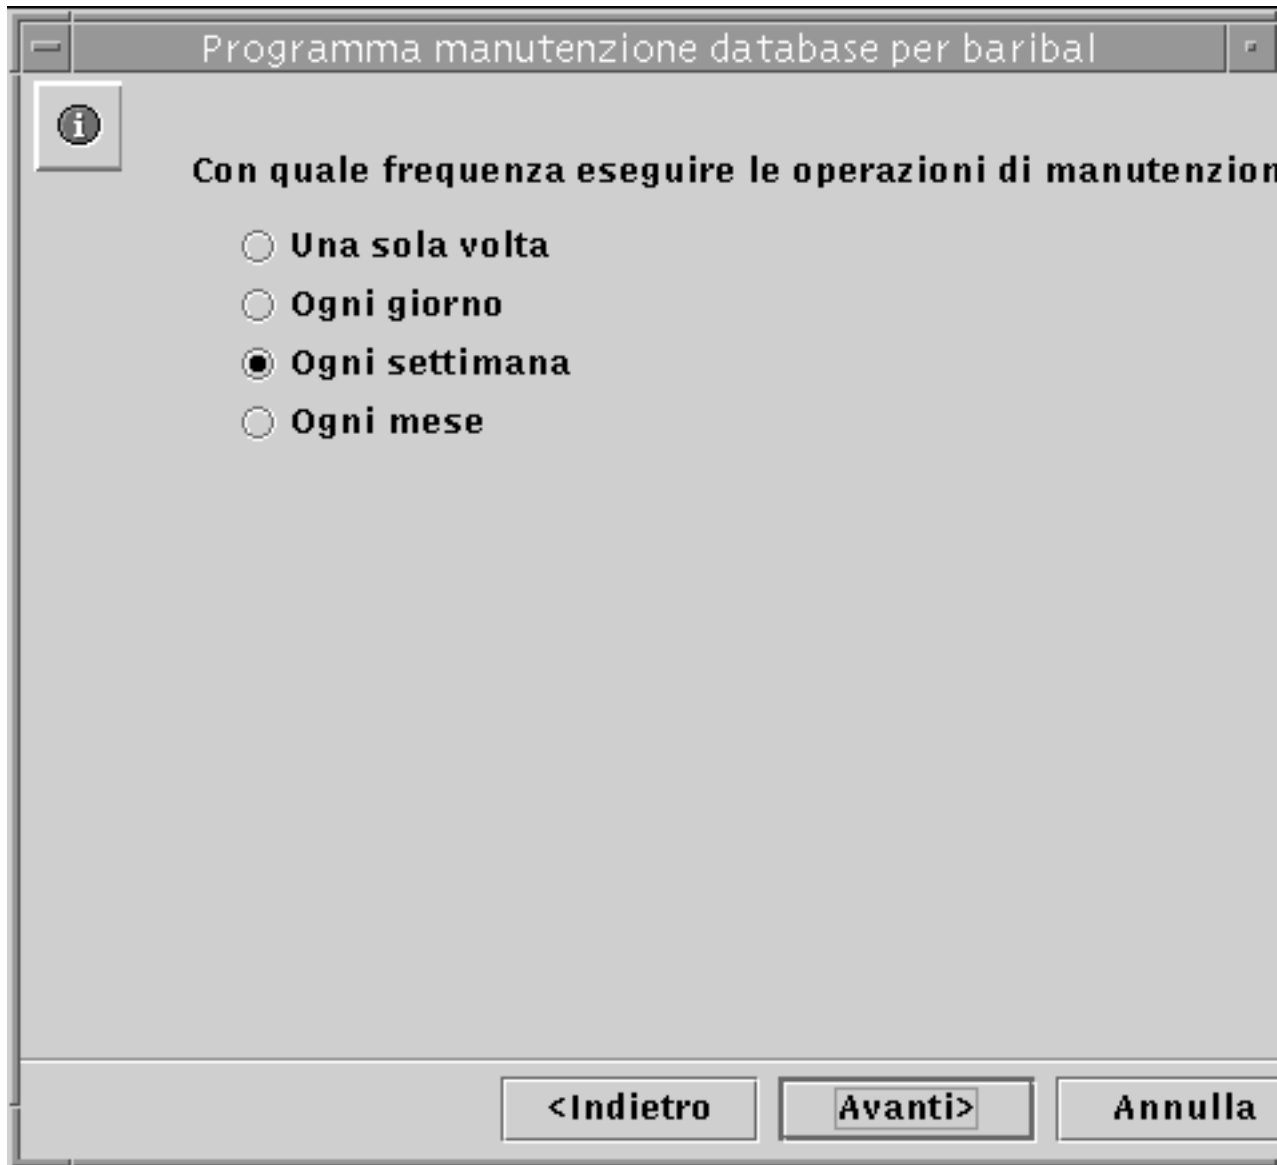 Programma manutenzione database per baribal
Con quale frequenza eseguire le operazioni di manutenzion
Una sola volta
Ogni giorno
Ogni settimana
Ogni mese
<Indietro
Avanti>
Annulla